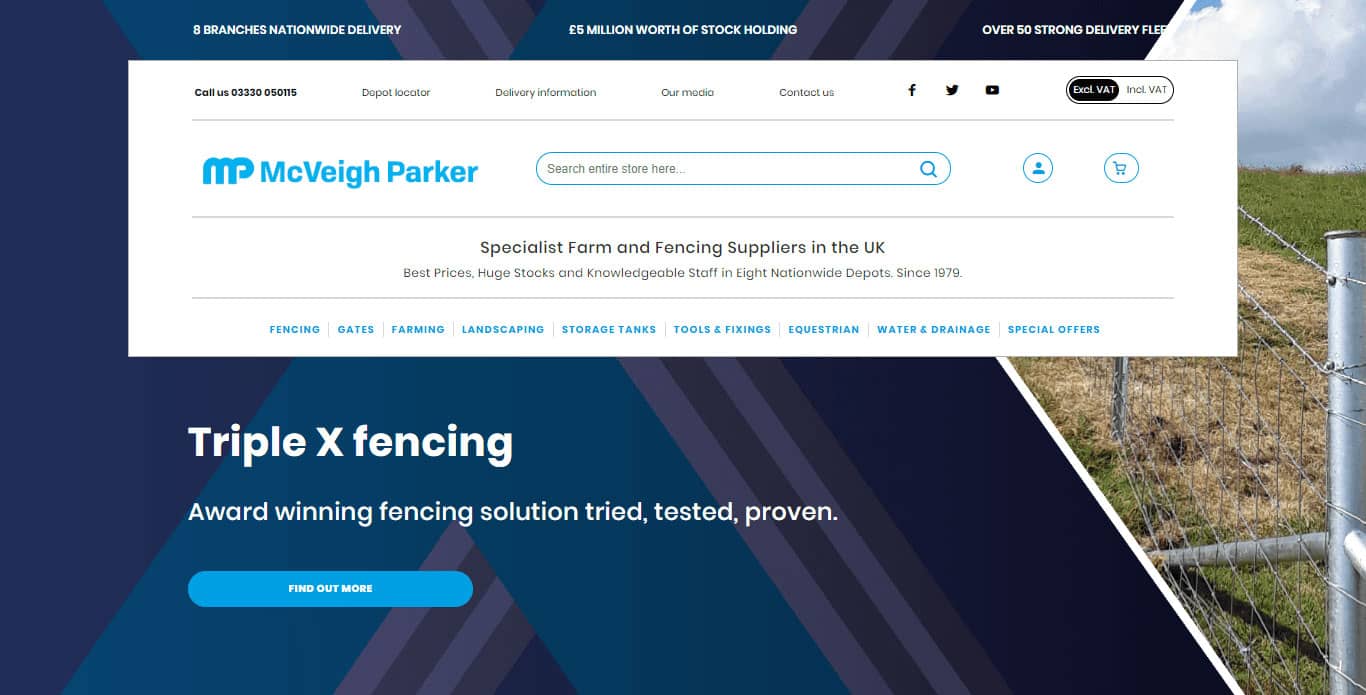 8 BRANCHES NATIONWIDE DELIVERY
£5 MILLION WORTH OF STOCK HOLDING
OVER 50 STRONG DELIVERY FLEE
Call us 03330 050115
Depot locator
Delivery information
Our media
Contact us
Excl. VAT
Incl. VAT
MP McVeigh Parker
Search entire store here...
Specialist Farm and Fencing Suppliers in the UK
Best Prices, Huge Stocks and Knowledgeable Staff in Eight Nationwide Depots. Since 1979.
FENCING
GATES
FARMING
LANDSCAPING
STORAGE TANKS
TOOLS & FIXINGS
EQUESTRIAN
WATER & DRAINAGE
SPECIAL OFFERS
Triple X fencing
Award winning fencing solution tried, tested, proven.
FIND OUT MORE